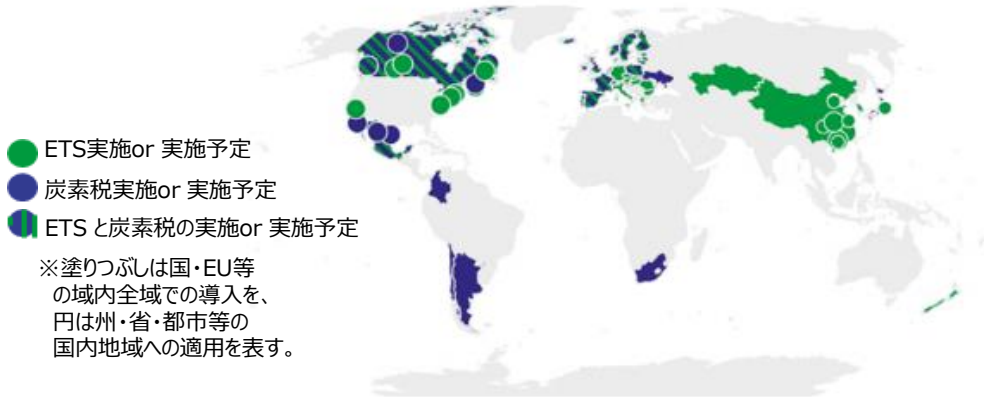 ETS実施or 実施予定
炭素税実施or 実施予定
ETS と炭素税の実施or 実施予定
※塗りつぶしは国・EU等
の域内全域での導入を、
円は州・省・都市等の
国内地域への適用を表す。